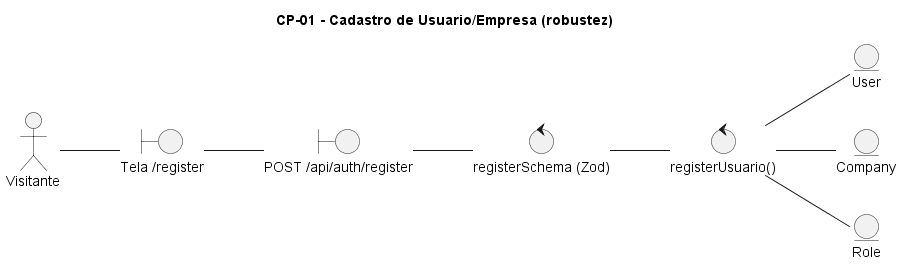 CP-01 - Cadastro de Usuario/Empresa (robustez)
User
Visitante
Tela /register
POST /api/auth/register
registerSchema (Zod)
registerUsuario()
Company
Role